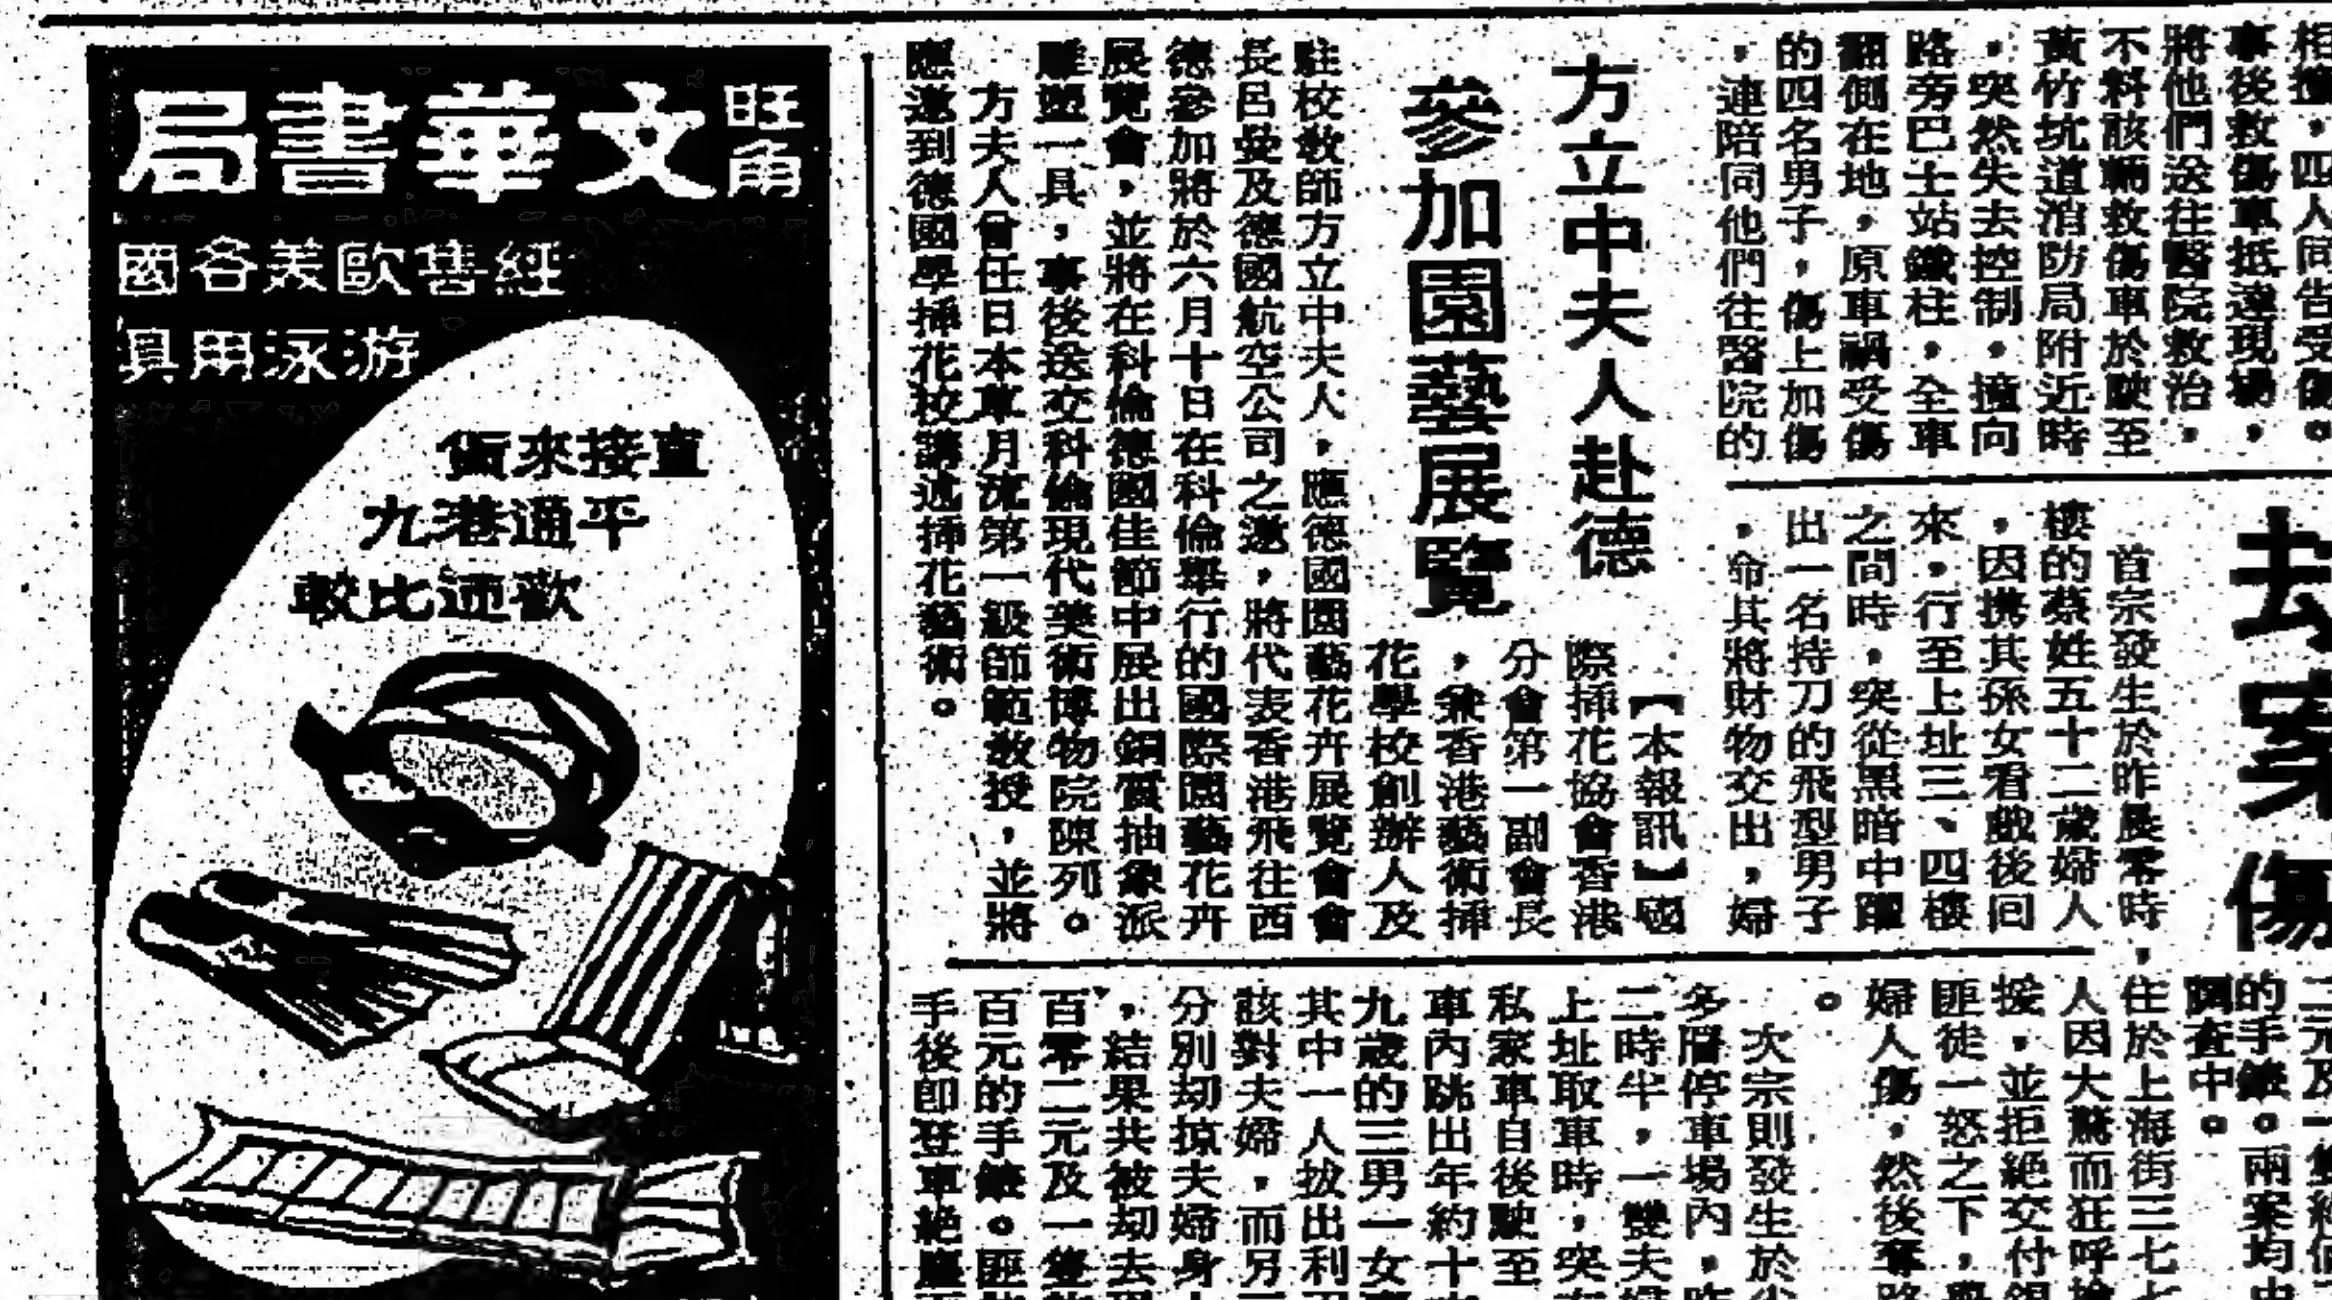 相撞，四人同告受傷。
事後救傷車抵達現場，
將他們送往醫院救治，
不料該輛救傷車於駛至
黃竹坑道消防局附近時
，突然失去控制，撞向
路旁巴士站鐵柱，全車
翻側在地，原車禍受傷
的四名男子，傷上加傷
，連陪同他們往醫院的
去案傷
首宗發生於昨晨零時，
樓的蔡姓五十二歲婦人
，因携其孫女看戲後回
來，行至上址三、四樓
之間時，突從黑暗中躍
出一名持刀的飛型男子
，命其將財物交出，婦
住於上海街三七七
人因大驚而狂呼搶
援，並拒絕交付銀
匪徒一怒之下，
婦人傷，然後奪路
。
次宗則發生於尖
多層停車場內，昨
二時半，一雙夫婦
上址取車時，突
私家車自後駛至
車內跳出年約十
九歲的三男一女
其中一人拔出利
該對夫婦，而另
分別刧掠夫婦身
，結果共被刧去
百零二元及一隻
百元的手錶。匪
手後即登車絕塵
二元及一隻約值
的手錶。兩案均由
調查中。
方立中夫人赴德
參加園藝展覽
【本報訊】國
際揷花協會香港
分會第一副會長
，兼香港藝術揷
花學校創辦人及
駐校敎師方立中夫人，應德國園藝花卉展覽會會
長呂曼及德國航空公司之邀，將代表香港飛往西
德參加將於六月十日在科倫舉行的國際園藝花卉
展覽會，並將在科倫德國佳節中展出銅質抽象派
雕塑一具，事後送交科倫現代美術博物院陳列。
方夫人曾任日本草月流第一級師範敎授，並將
應邀到德國學揷花校講述揷花藝術。
旺角
文華書局
經售歐美各國
游泳用具
直接來貨
平通港九
歡迎比較